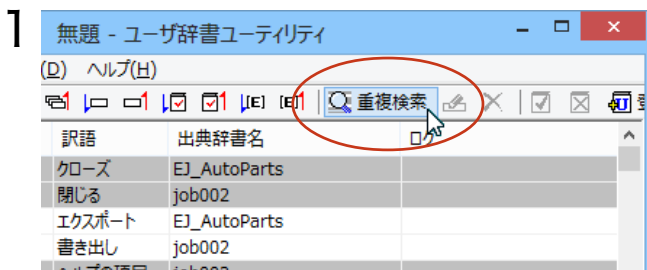 1
無題 - ユーザ辞書ユーティリティ
(D) ヘルプ(H)
[E] [E] 重複検索
訳語 出典辞書名
クローズ EJ_AutoParts
閉じる job002
エクスポート EJ_AutoParts
書き出し job002